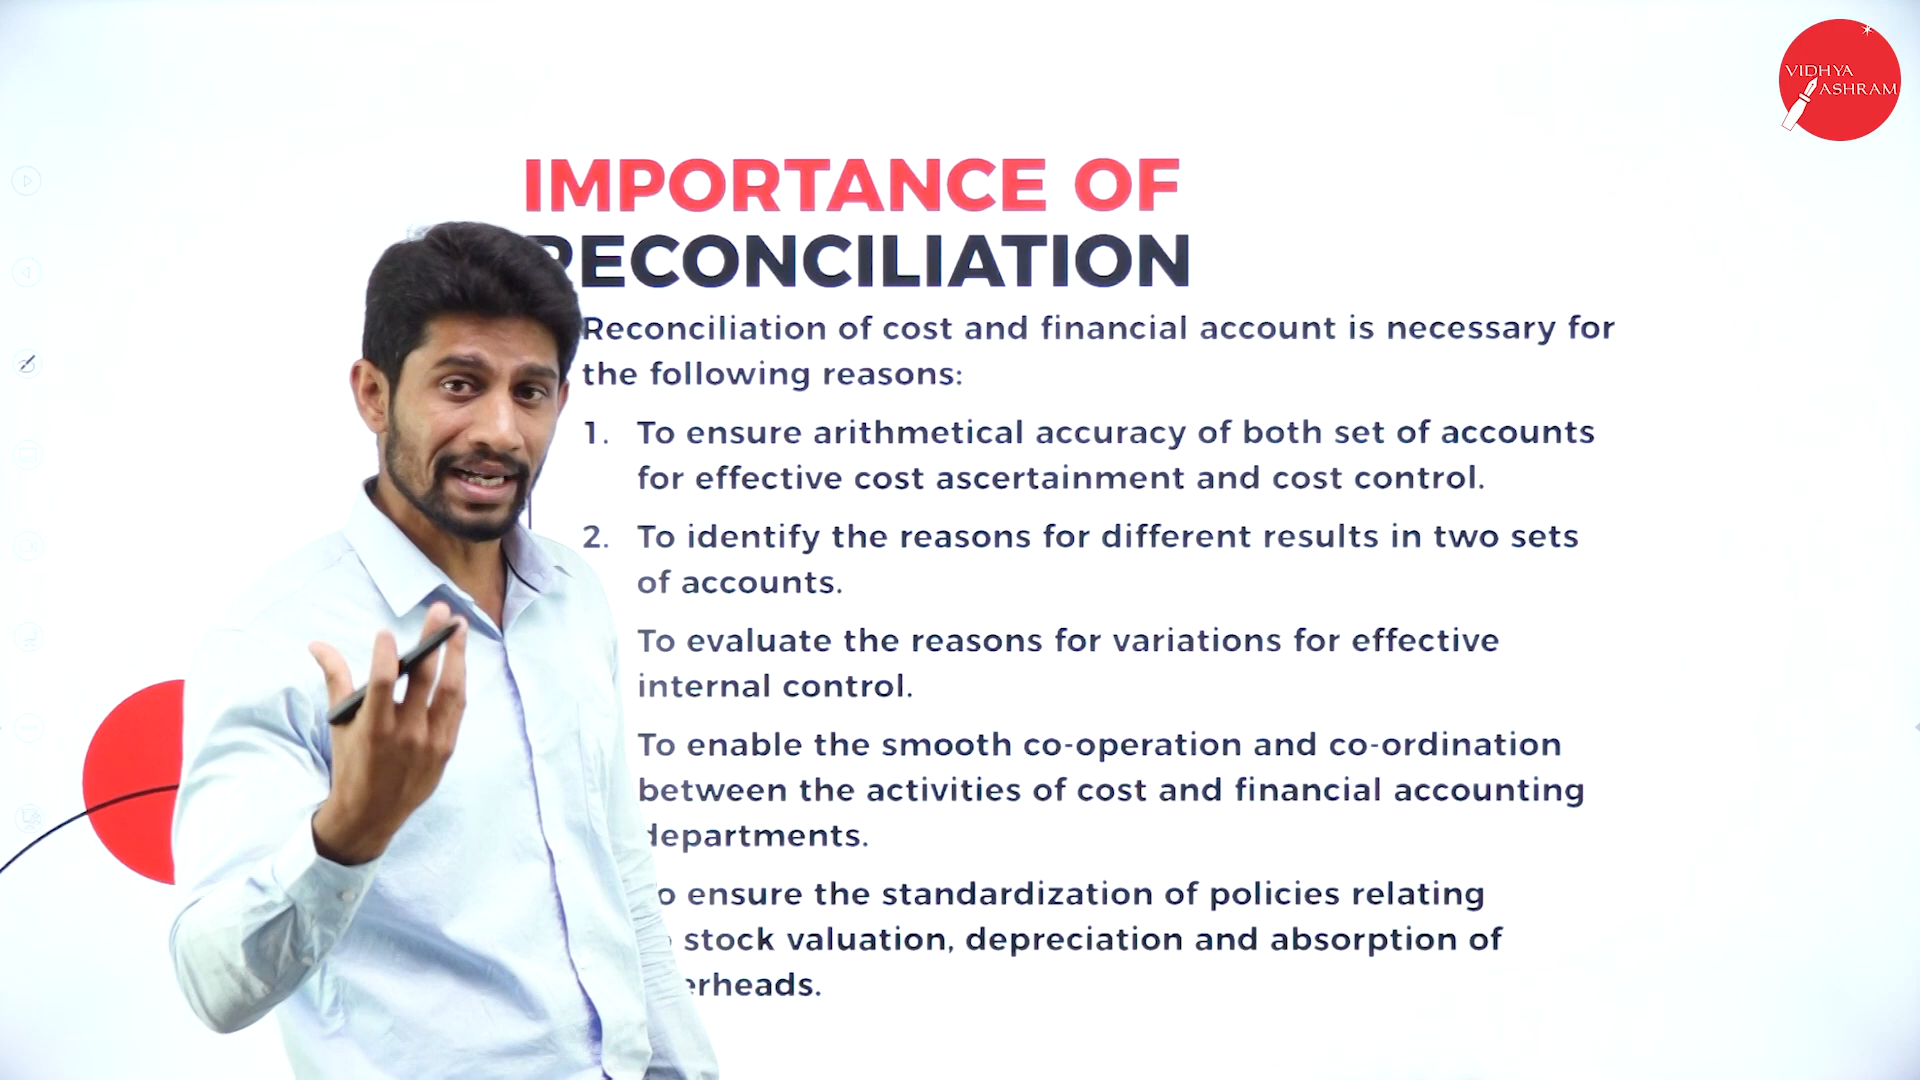 VIDHYA
ASHRAM
IMPORTANCE OF
RECONCILIATION
Reconciliation of cost and financial account is necessary for
the following reasons:
1. To ensure arithmetical accuracy of both set of accounts
for effective cost ascertainment and cost control.
2. To identify the reasons for different results in two sets
of accounts.
To evaluate the reasons for variations for effective
internal control.
To enable the smooth co-operation and co-ordination
between the activities of cost and financial accounting
departments.
To ensure the standardization of policies relating
stock valuation, depreciation and absorption of
erheads.